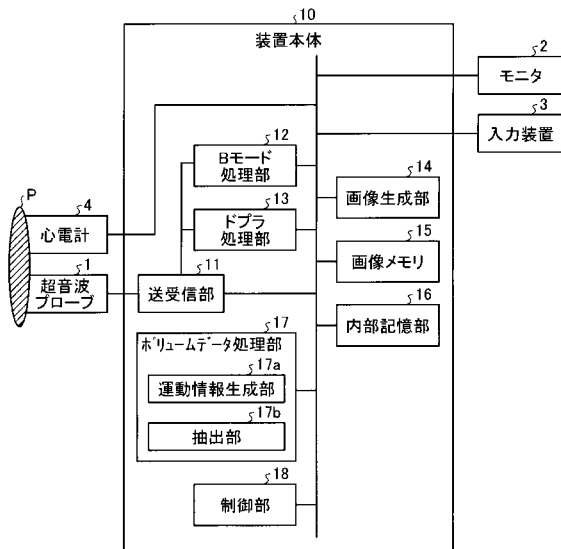 10
装置本体
2
モニタ
3
入力装置
12
Bモード
処理部
14
画像生成部
P
4
心電計
13
ドプラ
処理部
15
画像メモリ
1
超音波
プローブ
11
送受信部
16
内部記憶部
17
ボリュームデータ処理部
17a
運動情報生成部
17b
抽出部
18
制御部